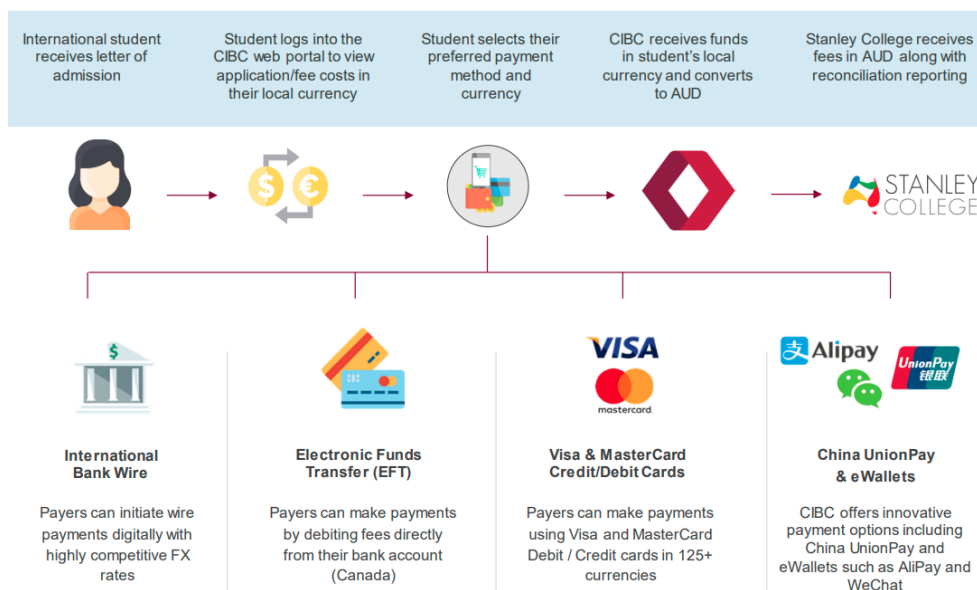 International student
receives letter of
admission
Student logs into the
CIBC web portal to view
application/fee costs in
their local currency
Student selects their
preferred payment
method and
currency
CIBC receives funds
in student's local
currency and converts
to AUD
Stanley College receives
fees in AUD along with
reconciliation reporting
$ €
STANLEY
COLLEGE
$
VISA
mastercard
支 Alipay
UnionPay
银联
International
Bank Wire
Payers can initiate wire
payments digitally with
highly competitive FX
rates
Electronic Funds
Transfer (EFT)
Payers can make payments
by debiting fees directly
from their bank account
(Canada)
Visa & MasterCard
Credit/Debit Cards
Payers can make payments
using Visa and MasterCard
Debit / Credit cards in 125+
currencies
China UnionPay
& eWallets
CIBC offers innovative
payment options including
China UnionPay and
eWallets such as AliPay and
WeChat